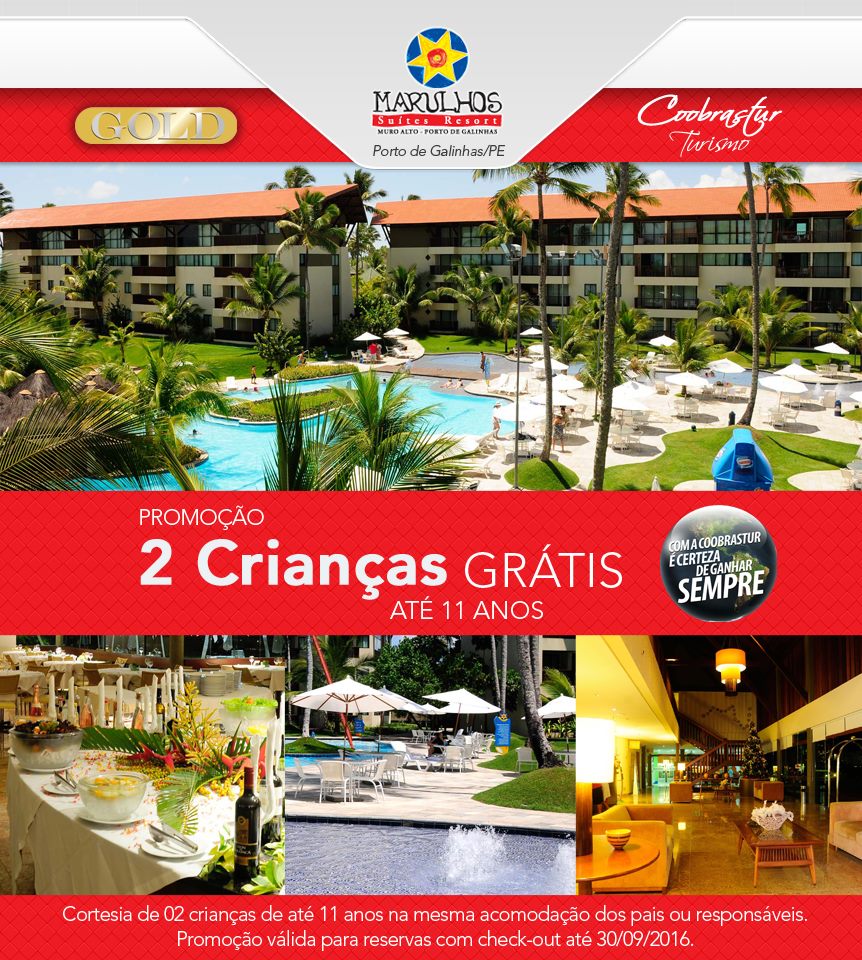 MARULHOS
Suítes Resort
MURO ALTO - PORTO DE GALINHAS
Porto de Galinhas/PE
GOLD
Coobrastur
Turismo
PROMOÇÃO
2 Crianças GRÁTIS
ATÉ 11 ANOS
COM A COOBRASTUR
É CERTEZA
DE GANHAR
SEMPRE
Cortesia de 02 crianças de até 11 anos na mesma acomodação dos pais ou responsáveis.
Promoção válida para reservas com check-out até 30/09/2016.